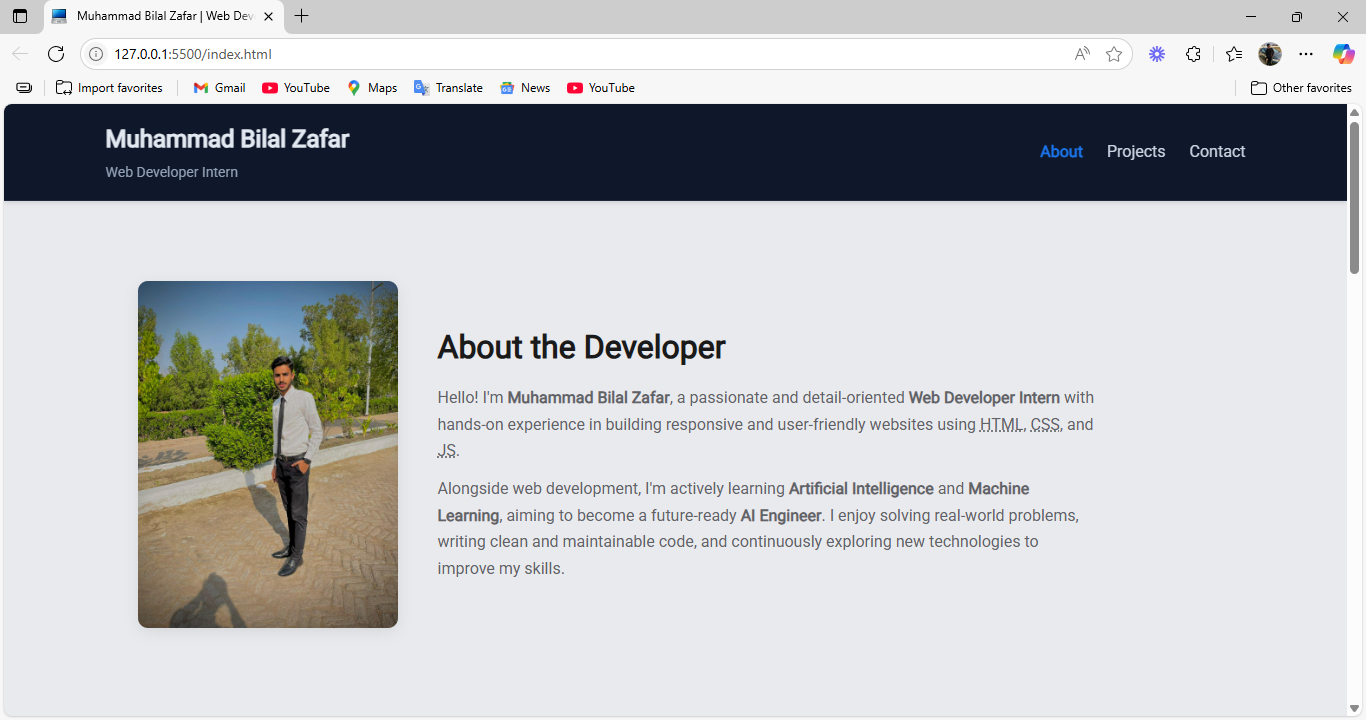 Muhammad Bilal Zafar | Web Dev
127.0.0.1:5500/index.html
Import favorites
Gmail
YouTube
Maps
Translate
News
YouTube
Other favorites
Muhammad Bilal Zafar
Web Developer Intern
About
Projects
Contact
About the Developer
Hello! I'm Muhammad Bilal Zafar, a passionate and detail-oriented Web Developer Intern with
hands-on experience in building responsive and user-friendly websites using HTML, CSS, and
JS.
Alongside web development, I'm actively learning Artificial Intelligence and Machine
Learning, aiming to become a future-ready AI Engineer. I enjoy solving real-world problems,
writing clean and maintainable code, and continuously exploring new technologies to
improve my skills.